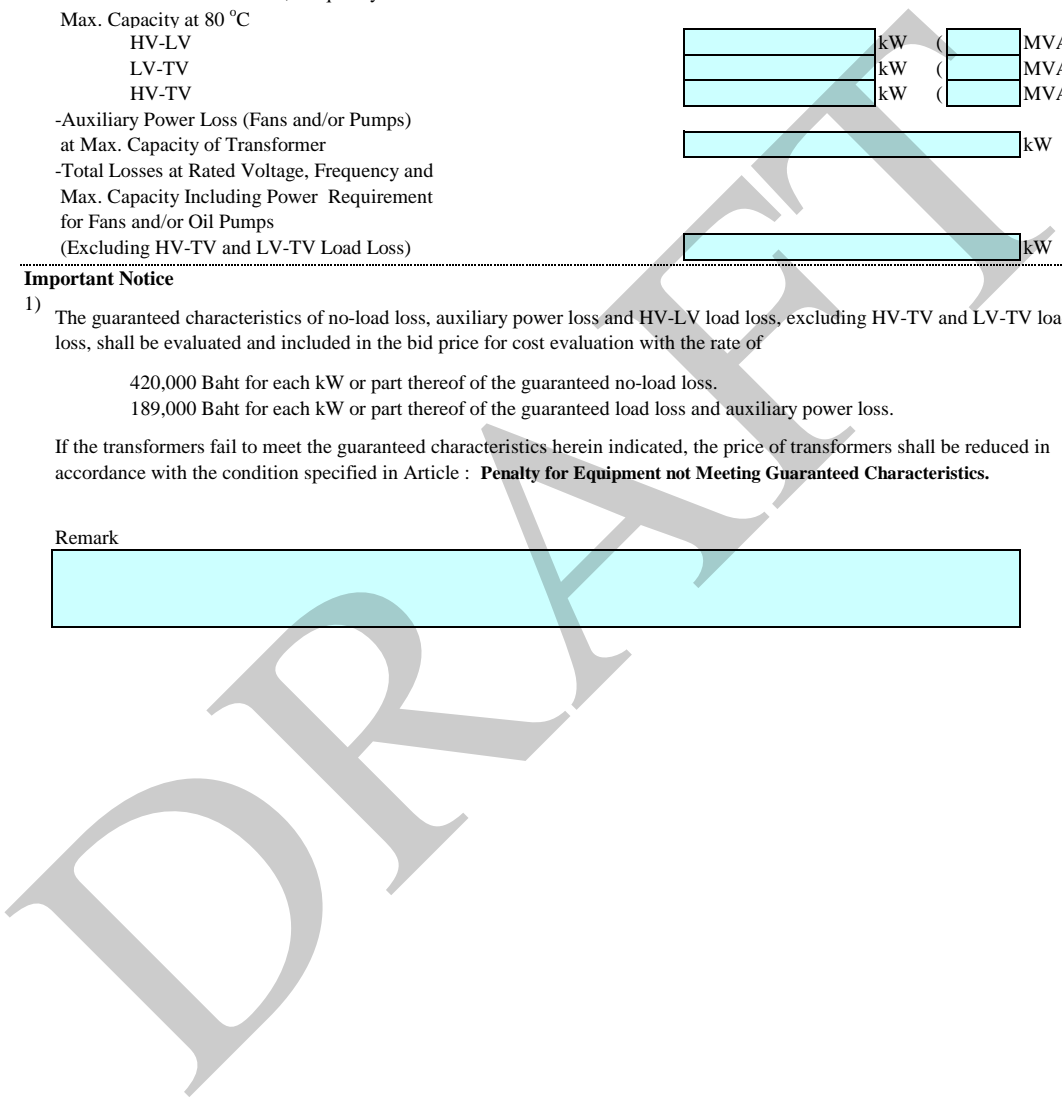 Max. Capacity at 80 °C
HV-LV kW ( MVA
LV-TV kW ( MVA
HV-TV kW ( MVA
-Auxiliary Power Loss (Fans and/or Pumps)
at Max. Capacity of Transformer kW
-Total Losses at Rated Voltage, Frequency and
Max. Capacity Including Power Requirement
for Fans and/or Oil Pumps
(Excluding HV-TV and LV-TV Load Loss) kW
Important Notice
1) The guaranteed characteristics of no-load loss, auxiliary power loss and HV-LV load loss, excluding HV-TV and LV-TV loa
loss, shall be evaluated and included in the bid price for cost evaluation with the rate of
420,000 Baht for each kW or part thereof of the guaranteed no-load loss.
189,000 Baht for each kW or part thereof of the guaranteed load loss and auxiliary power loss.
If the transformers fail to meet the guaranteed characteristics herein indicated, the price of transformers shall be reduced in
accordance with the condition specified in Article : Penalty for Equipment not Meeting Guaranteed Characteristics.
Remark
DRAFT